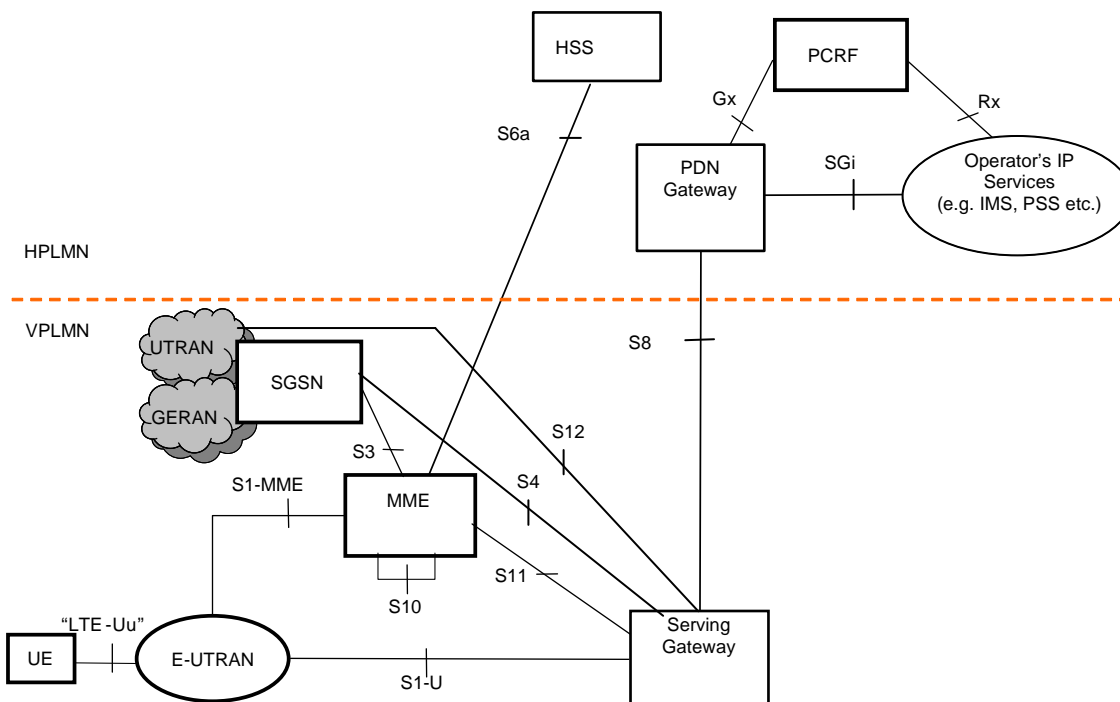 HSS
PCRF
Gx
Rx
S6a
PDN
Gateway
SGi
Operator's IP
Services
(e.g. IMS, PSS etc.)
HPLMN
VPLMN
UTRAN
S8
SGSN
GERAN
S12
S3
S4
S1-MME
MME
S11
S10
"LTE-Uu"
Serving
Gateway
UE
E-UTRAN
S1-U